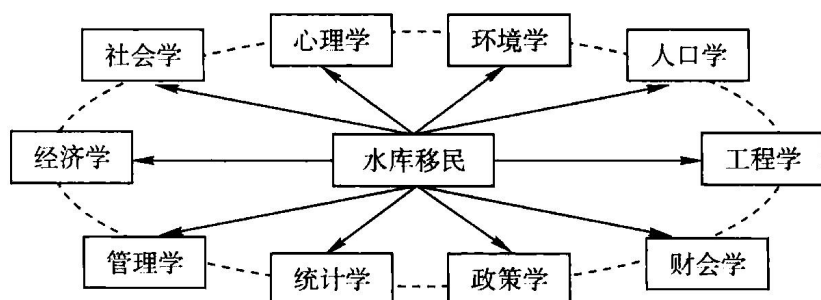 心理学
环境学
社会学
人口学
经济学
水库移民
工程学
管理学
统计学
政策学
财会学